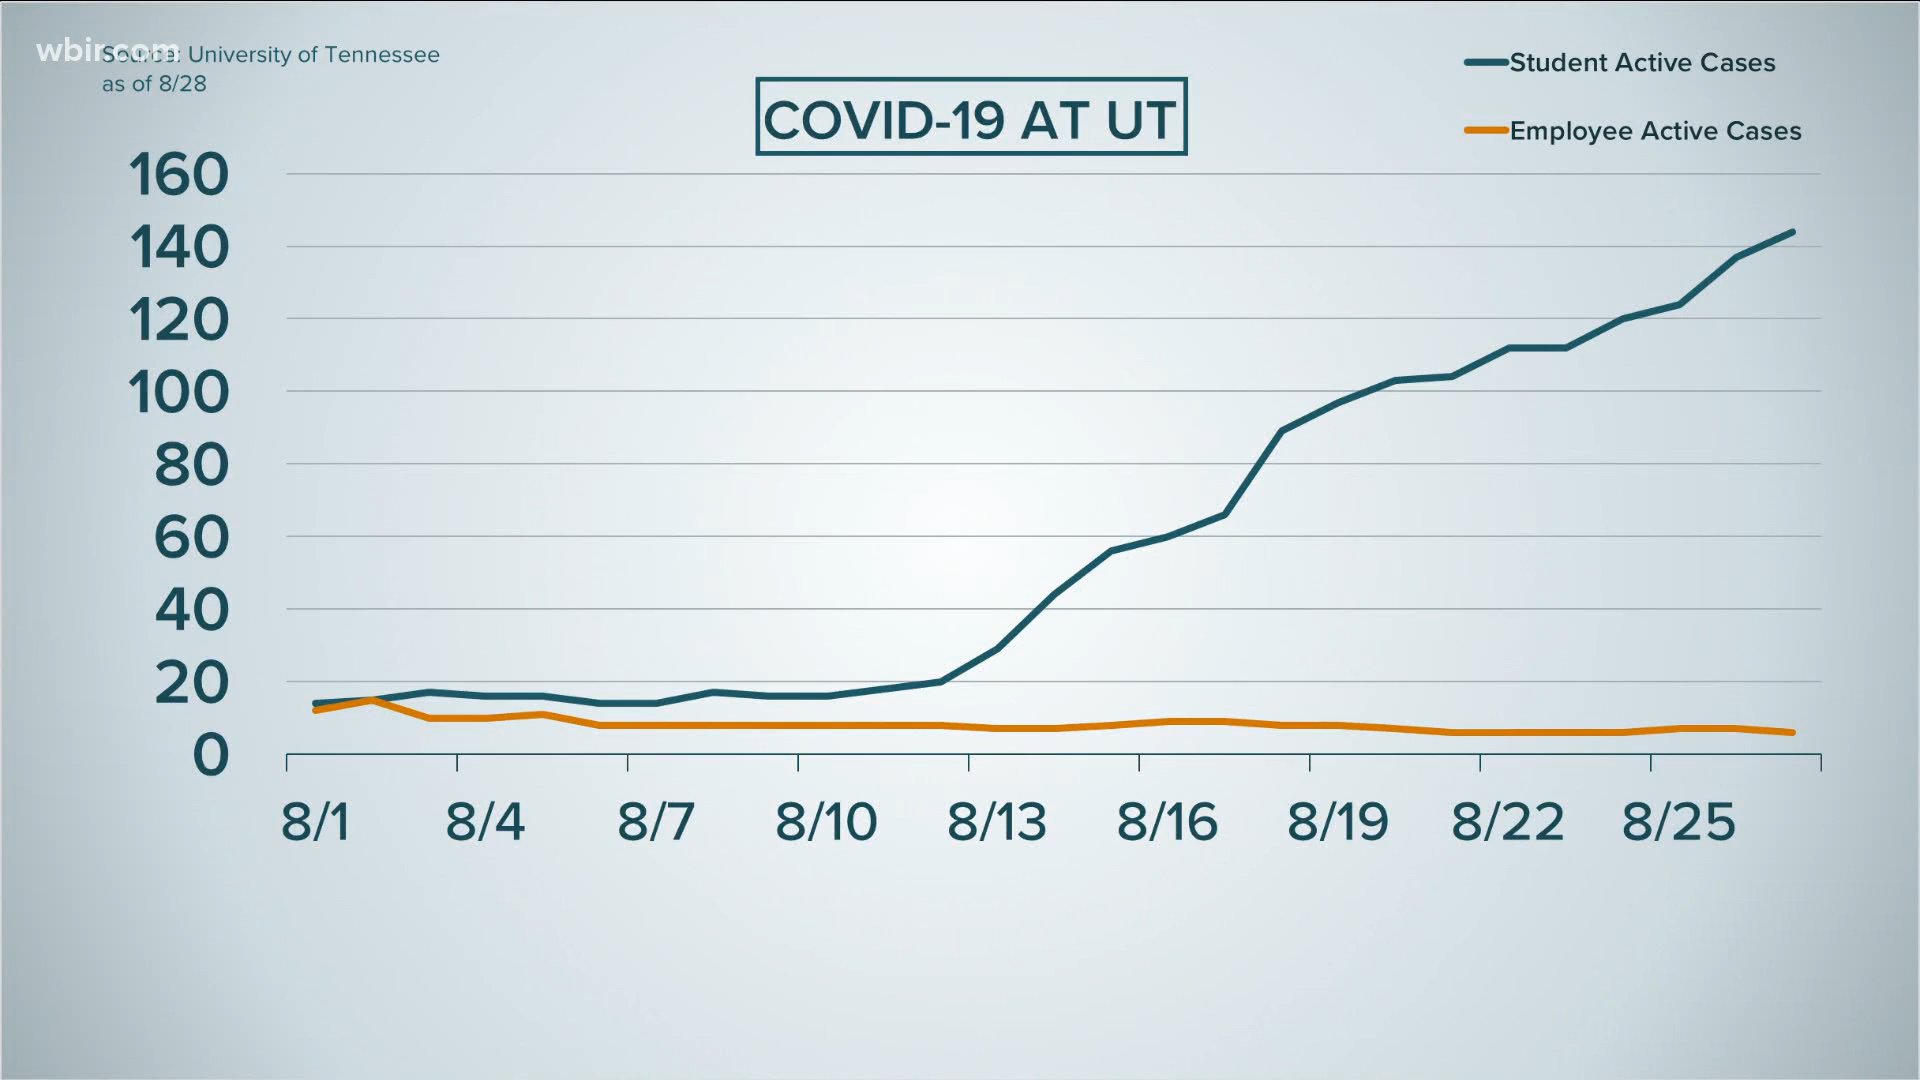 wbir.com
Source: University of Tennessee
as of 8/28
COVID-19 AT UT
Student Active Cases
Employee Active Cases
160
140
120
100
80
60
40
20
0
8/1 8/4 8/7 8/10 8/13 8/16 8/19 8/22 8/25